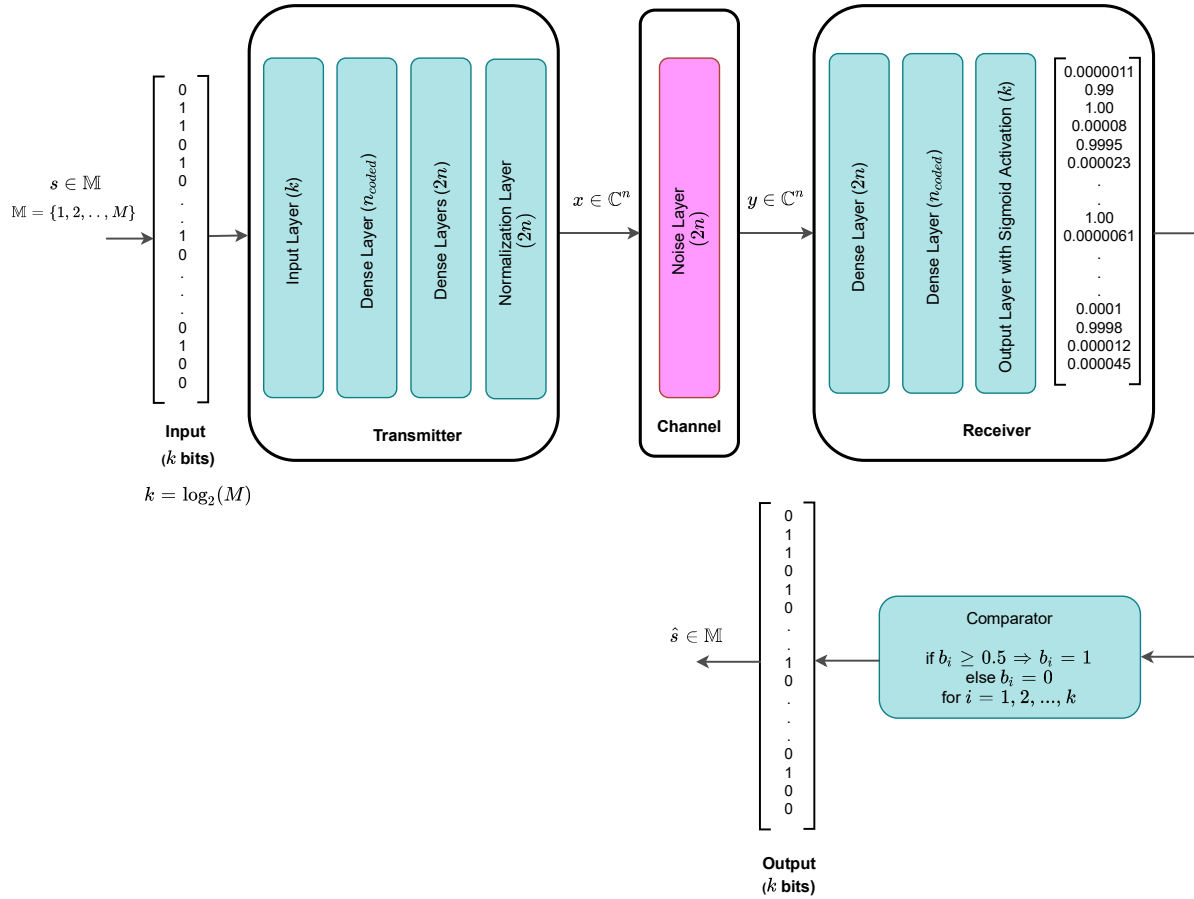 s ∈ 𝕄
𝕄 = {1, 2, . . , M}
0
1
1
0
1
0
.
.
1
0
.
.
.
0
1
0
0
Input
(k bits)
k = log₂(M)
Input Layer (k)
Dense Layer (n_coded)
Dense Layers (2n)
Normalization Layer
(2n)
Transmitter
x ∈ ℂⁿ
Noise Layer
(2n)
Channel
y ∈ ℂⁿ
Dense Layer (2n)
Dense Layer (n_coded)
Output Layer with Sigmoid Activation (k)
0.0000011
0.99
1.00
0.00008
0.9995
0.000023
.
.
1.00
0.0000061
.
.
.
0.0001
0.9998
0.000012
0.000045
Receiver
Comparator
if b_i ≥ 0.5 ⇒ b_i = 1
else b_i = 0
for i = 1, 2, ..., k
0
1
1
0
1
0
.
.
1
0
.
.
.
0
1
0
0
Output
(k bits)
ŝ ∈ 𝕄